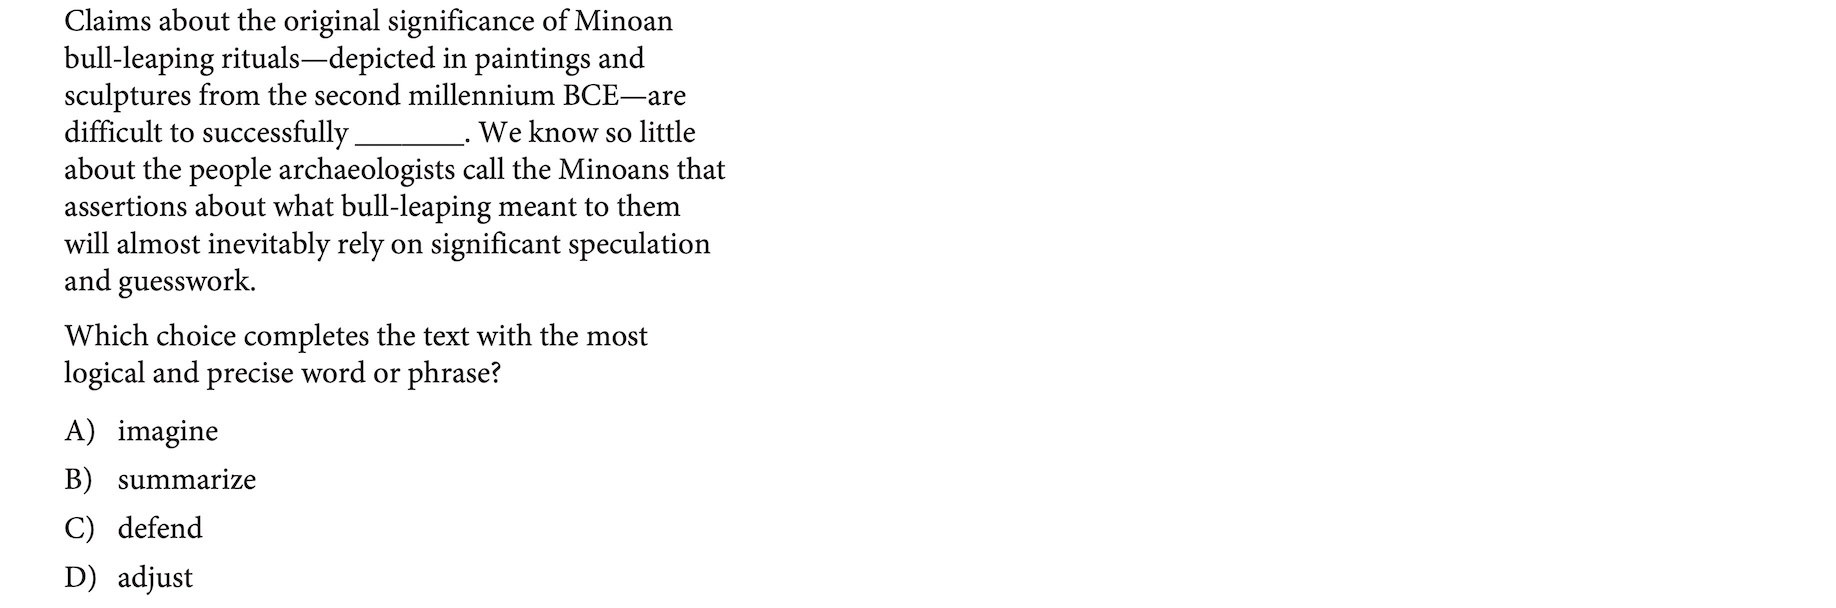 Claims about the original significance of Minoan
bull-leaping rituals—depicted in paintings and
sculptures from the second millennium BCE—are
difficult to successfully _______. We know so little
about the people archaeologists call the Minoans that
assertions about what bull-leaping meant to them
will almost inevitably rely on significant speculation
and guesswork.
Which choice completes the text with the most
logical and precise word or phrase?
A) imagine
B) summarize
C) defend
D) adjust